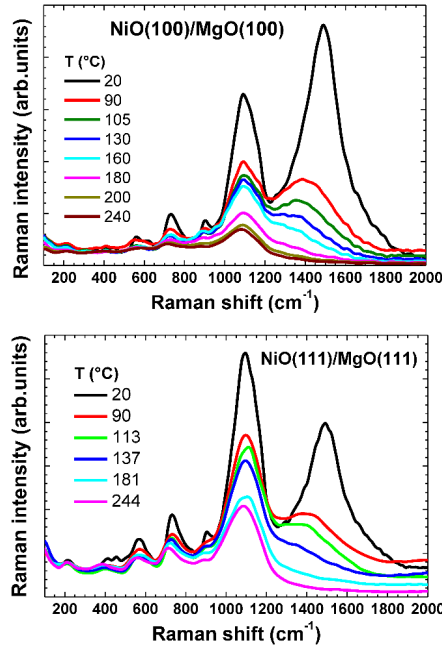 NiO(100)/MgO(100)
Raman intensity (arb.units)
T (°C)
20
90
105
130
160
180
200
240
200 400 600 800 1000 1200 1400 1600 1800 2000
Raman shift (cm⁻¹)
NiO(111)/MgO(111)
Raman intensity (arb.units)
T (°C)
20
90
113
137
181
244
200 400 600 800 1000 1200 1400 1600 1800 2000
Raman shift (cm⁻¹)